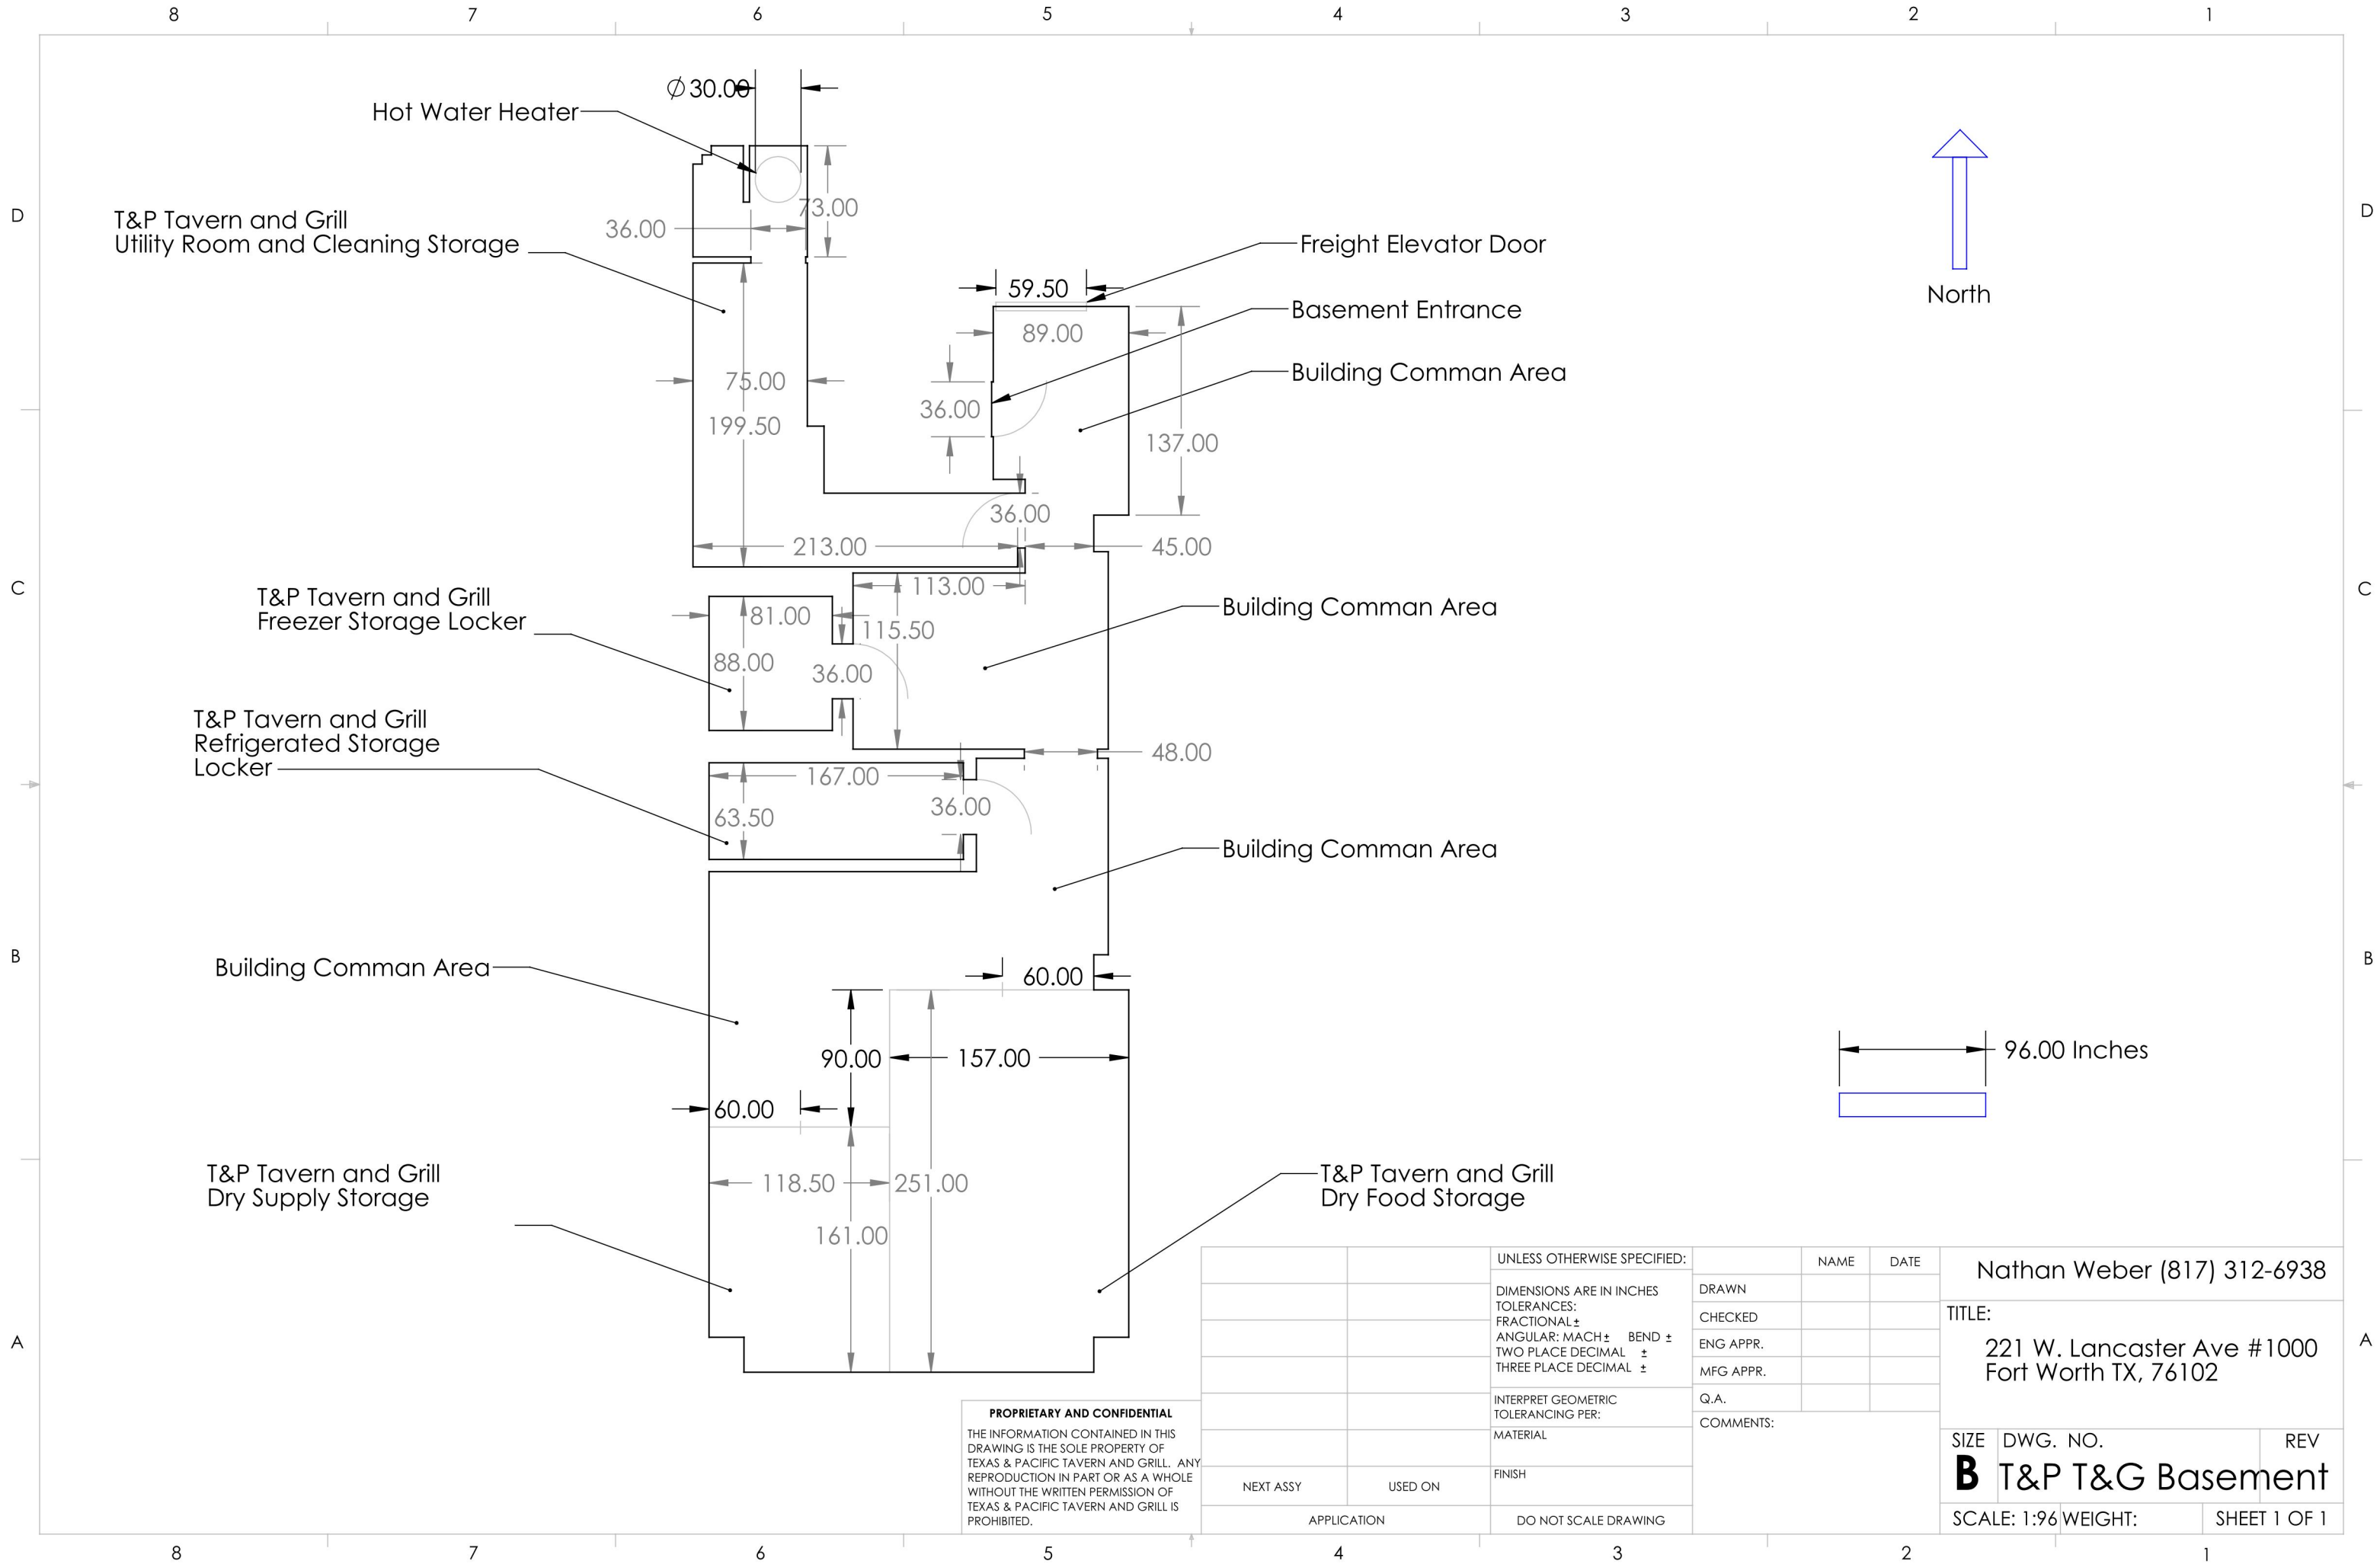 8 7 6 5 4 3 2 1
⌀30.00
Hot Water Heater
D
D
T&P Tavern and Grill
Utility Room and Cleaning Storage
36.00
73.00
Freight Elevator Door
59.50
Basement Entrance
North
89.00
75.00
Building Comman Area
36.00
199.50
137.00
36.00
213.00
45.00
C
C
113.00
T&P Tavern and Grill
Freezer Storage Locker
81.00
115.50
Building Comman Area
88.00
36.00
T&P Tavern and Grill
Refrigerated Storage
Locker
48.00
167.00
36.00
63.50
Building Comman Area
B
B
Building Comman Area
60.00
90.00
157.00
96.00 Inches
60.00
T&P Tavern and Grill
Dry Supply Storage
118.50
251.00
T&P Tavern and Grill
Dry Food Storage
161.00
A
A
PROPRIETARY AND CONFIDENTIAL
THE INFORMATION CONTAINED IN THIS
DRAWING IS THE SOLE PROPERTY OF
TEXAS & PACIFIC TAVERN AND GRILL. ANY
REPRODUCTION IN PART OR AS A WHOLE
WITHOUT THE WRITTEN PERMISSION OF
TEXAS & PACIFIC TAVERN AND GRILL IS
PROHIBITED.
NEXT ASSY
USED ON
APPLICATION
UNLESS OTHERWISE SPECIFIED:
DIMENSIONS ARE IN INCHES
TOLERANCES:
FRACTIONAL ±
ANGULAR: MACH ± BEND ±
TWO PLACE DECIMAL ±
THREE PLACE DECIMAL ±
INTERPRET GEOMETRIC
TOLERANCING PER:
MATERIAL
FINISH
DO NOT SCALE DRAWING
NAME
DATE
DRAWN
CHECKED
ENG APPR.
MFG APPR.
Q.A.
COMMENTS:
Nathan Weber (817) 312-6938
TITLE:
221 W. Lancaster Ave #1000
Fort Worth TX, 76102
SIZE
DWG. NO.
REV
B
T&P T&G Basement
SCALE: 1:96
WEIGHT:
SHEET 1 OF 1
8 7 6 5 4 3 2 1